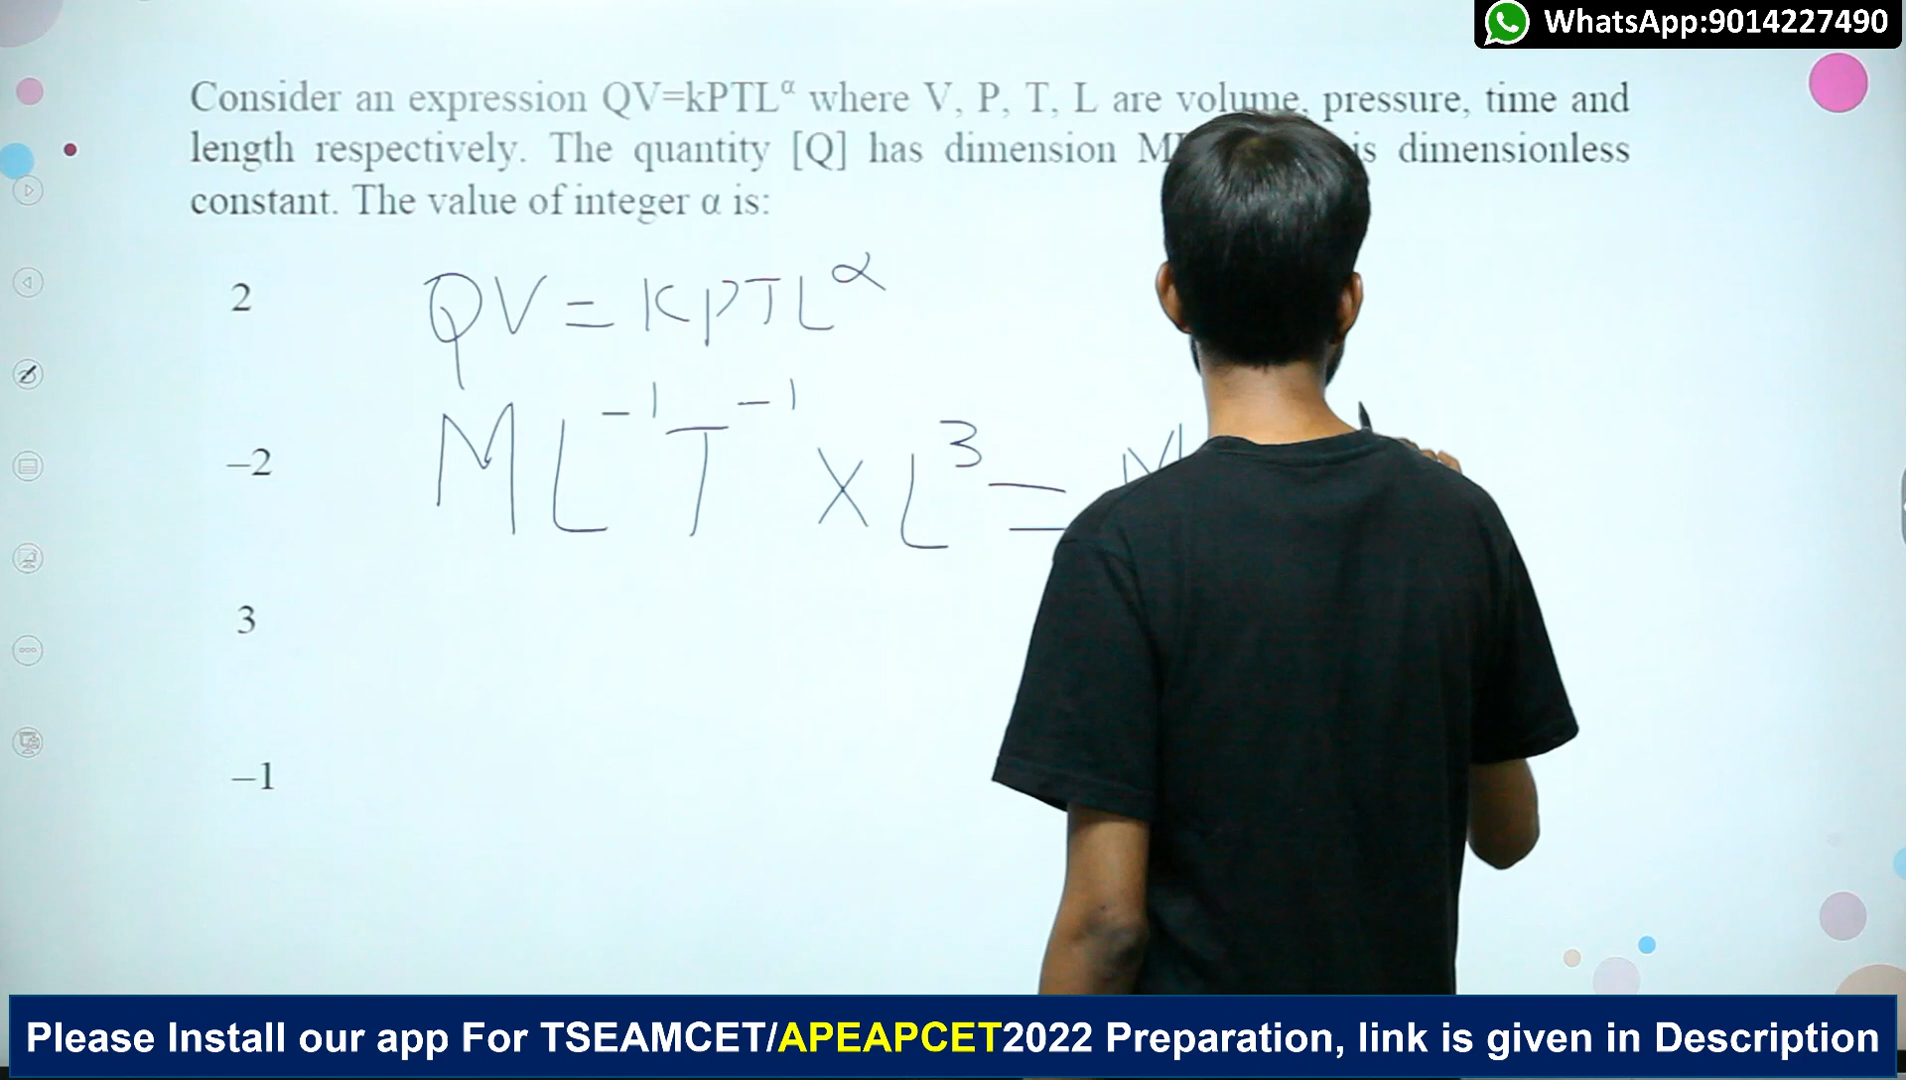 WhatsApp:9014227490
Consider an expression QV=kPTL^α where V, P, T, L are volume, pressure, time and
length respectively. The quantity [Q] has dimension is dimensionless
constant. The value of integer α is:
2
QV = KPTL^α
-2
ML^-1T^-1 X L^3 =
3
-1
Please Install our app For TSEAMCET/APEAPCET2022 Preparation, link is given in Description